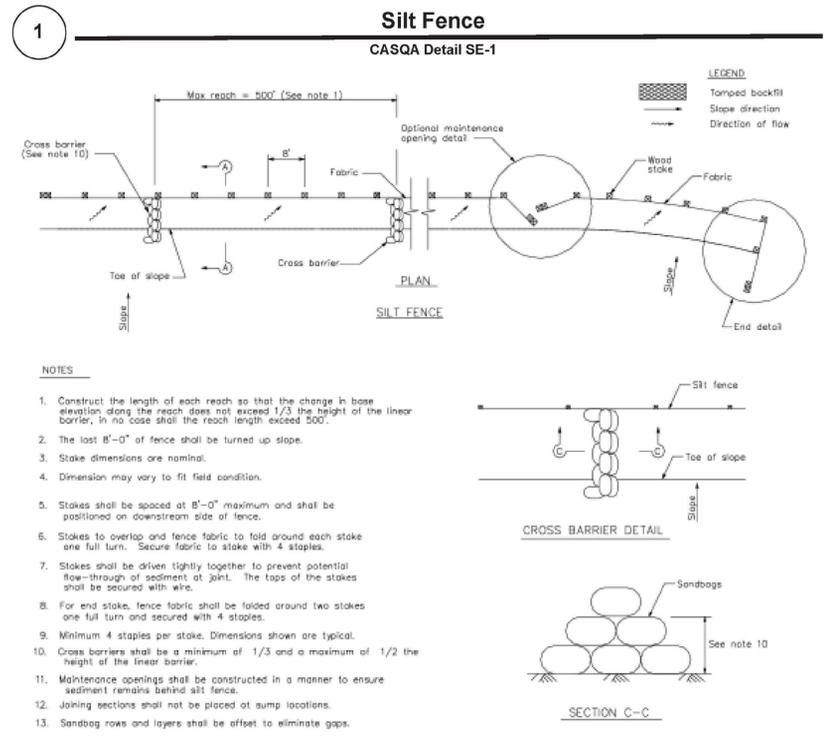 1
Silt Fence
CASQA Detail SE-1
LEGEND
Tamped backfill
Slope direction
Direction of flow
Max reach = 500' (See note 1)
Optional maintenance
opening detail
Cross barrier
(See note 10)
A
8'
Fabric
Wood
stake
Fabric
Toe of slope
A
Cross barrier
PLAN
Slope
Slope
SILT FENCE
End detail
NOTES
1. Construct the length of each reach so that the change in base
elevation along the reach does not exceed 1/3 the height of the linear
barrier, in no case shall the reach length exceed 500'.
2. The last 8'-0" of fence shall be turned up slope.
3. Stake dimensions are nominal.
4. Dimension may vary to fit field condition.
5. Stakes shall be spaced at 8'-0" maximum and shall be
positioned on downstream side of fence.
6. Stakes to overlap and fence fabric to fold around each stake
one full turn. Secure fabric to stake with 4 staples.
7. Stakes shall be driven tightly together to prevent potential
flow-through of sediment at joint. The tops of the stakes
shall be secured with wire.
8. For end stake, fence fabric shall be folded around two stakes
one full turn and secured with 4 staples.
9. Minimum 4 staples per stake. Dimensions shown are typical.
10. Cross barriers shall be a minimum of 1/3 and a maximum of 1/2 the
height of the linear barrier.
11. Maintenance openings shall be constructed in a manner to ensure
sediment remains behind silt fence.
12. Joining sections shall not be placed at sump locations.
13. Sandbag rows and layers shall be offset to eliminate gaps.
Silt fence
C
C
Toe of slope
Slope
CROSS BARRIER DETAIL
Sandbags
See note 10
SECTION C-C